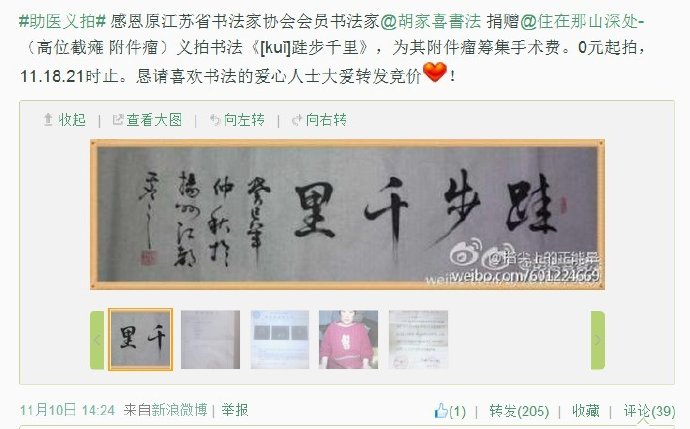 #助医义拍# 感恩原江苏省书法家协会会员书法家@胡家喜書法 捐赠@住在那山深处-
（高位截瘫 附件瘤）义拍书法《[kuǐ]跬步千里》，为其附件瘤筹集手术费。0元起拍，
11.18.21时止。恳请喜欢书法的爱心人士大爱转发竞价！
收起 | 查看大图 | 向左转 | 向右转
跬步千里
癸巳年
仲秋于
扬州江都
@指尖上的正能量
weibo.com/601224669
千里
11月10日 14:24 来自新浪微博 | 举报
(1) | 转发(205) | 收藏 | 评论(39)